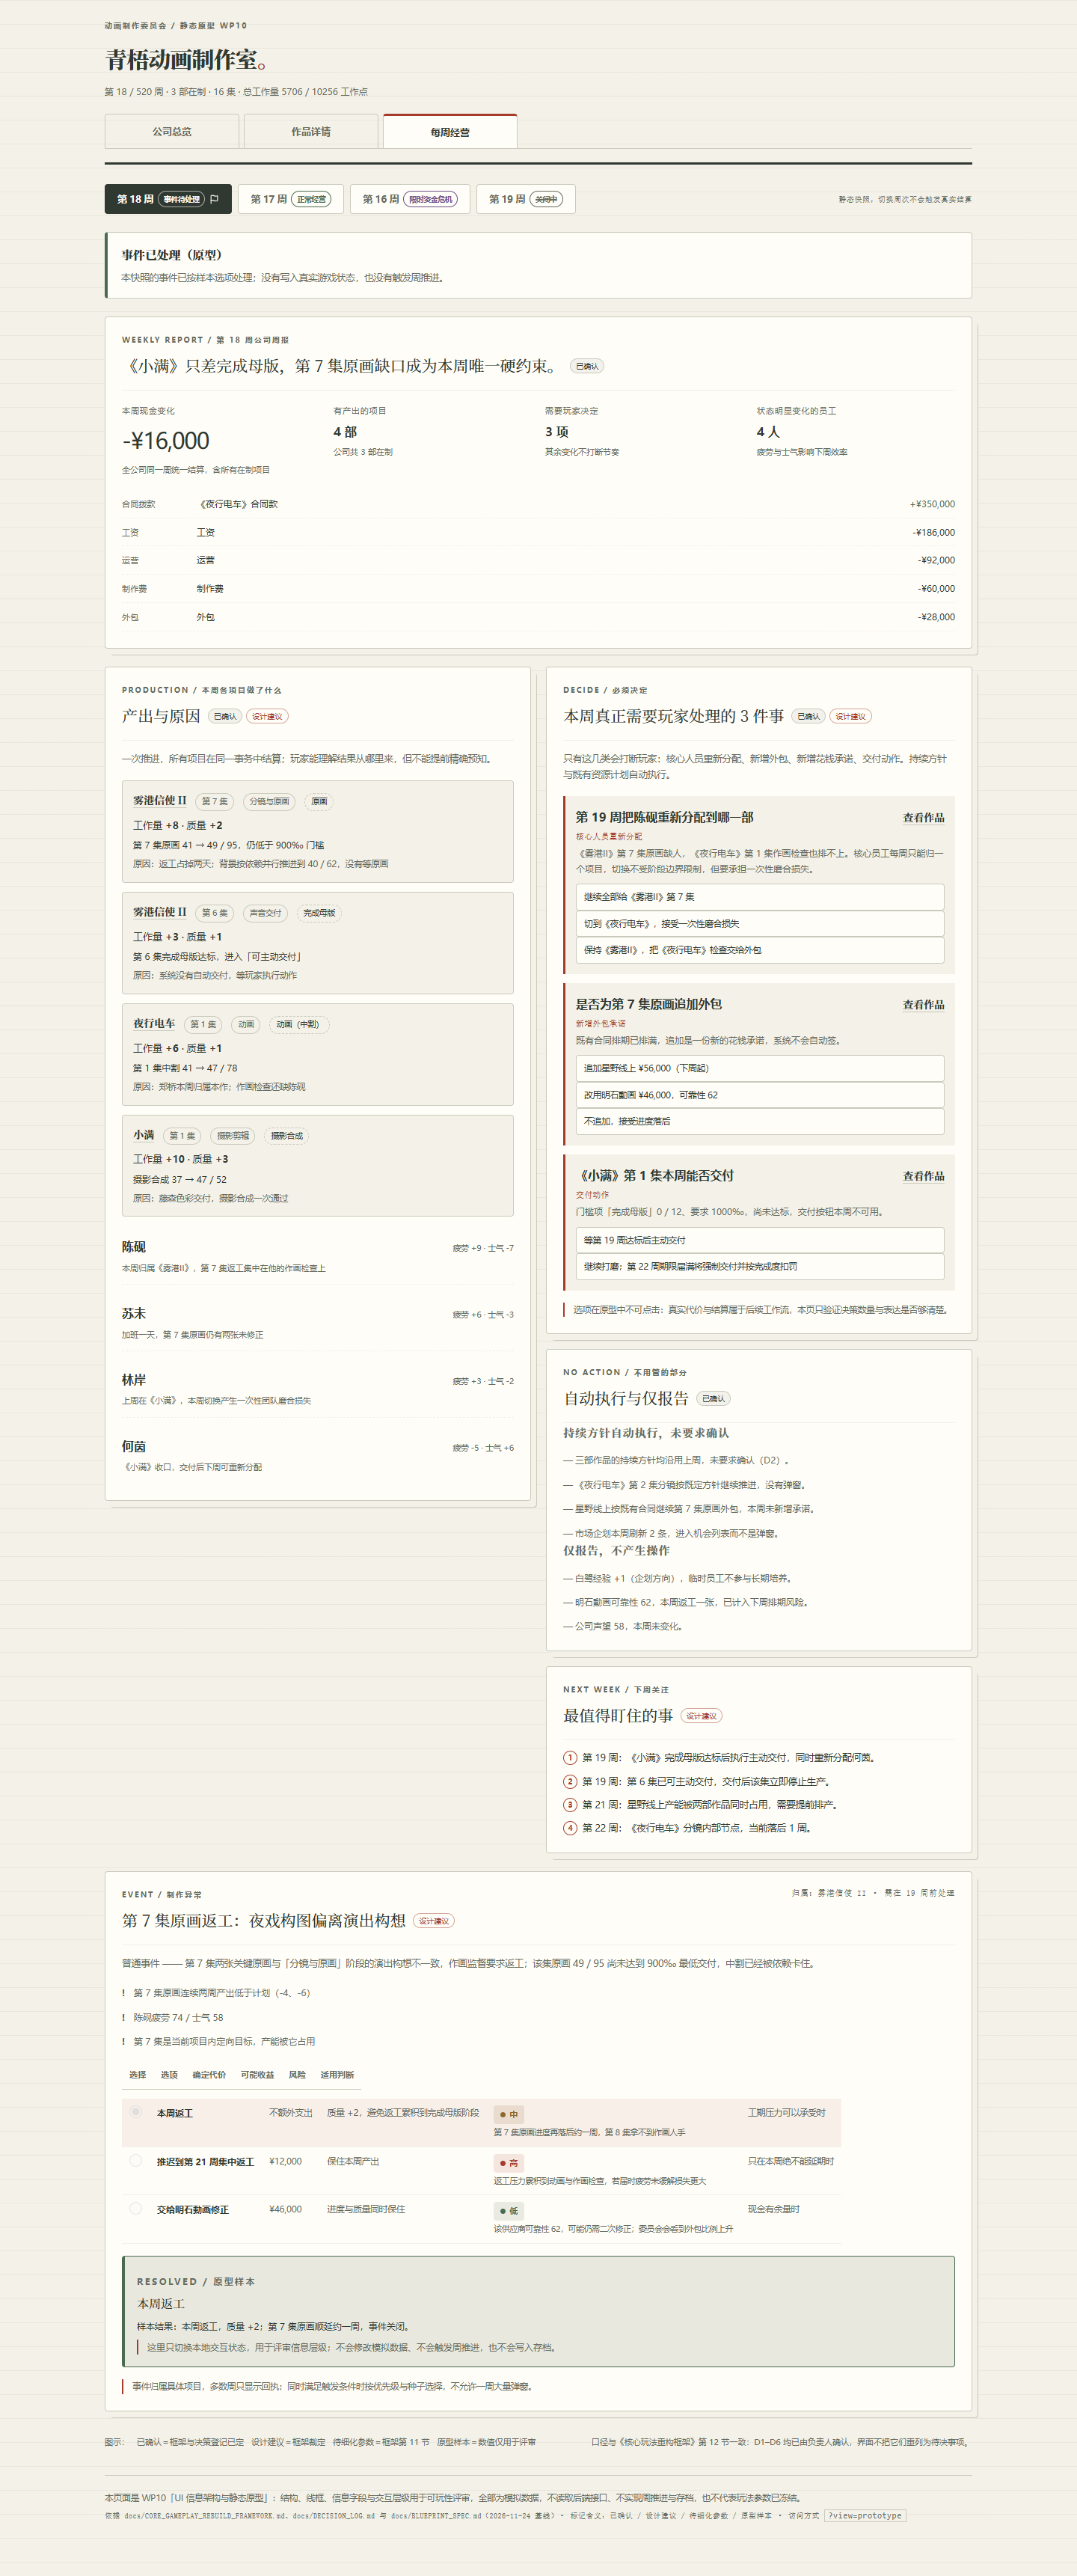 动画制作委员会 / 静态原型 WP10
青梧动画制作室。
第 18 / 520 周 · 3 部在制 · 16 集 · 总工作量 5706 / 10256 工作点
公司总览
作品详情
每周经营
第 18 周 事件待处理
第 17 周 正常经营
第 16 周 限时资金危机
第 19 周 关闭中
静态快照，切换周次不会触发真实结算
事件已处理（原型）
本快照的事件已按样本选项处理；没有写入真实游戏状态，也没有触发周推进。
WEEKLY REPORT / 第 18 周公司周报
《小满》只差完成母版，第 7 集原画缺口成为本周唯一硬约束。 已确认
本周现金变化
-¥16,000
全公司同一周统一结算，含所有在制项目
有产出的项目
4 部
公司共 3 部在制
需要玩家决定
3 项
其余变化不打断节奏
状态明显变化的员工
4 人
疲劳与士气影响下周效率
合同拨款 《夜行电车》合同款 +¥350,000
工资 工资 -¥186,000
运营 运营 -¥92,000
制作费 制作费 -¥60,000
外包 外包 -¥28,000
PRODUCTION / 本周各项目做了什么
产出与原因 已确认 设计建议
一次推进，所有项目在同一事务中结算；玩家能理解结果从哪里来，但不能提前精确预知。
雾港信使 II 第 7 集 分镜与原画 原画
工作量 +8 · 质量 +2
第 7 集原画 41 → 49 / 95，仍低于 900‰ 门槛
原因：返工占掉两天；背景按依赖并行推进到 40 / 62，没有等原画
雾港信使 II 第 6 集 声音交付 完成母版
工作量 +3 · 质量 +1
第 6 集完成母版达标，进入「可主动交付」
原因：系统没有自动交付，等玩家执行动作
夜行电车 第 1 集 动画 动画（中割）
工作量 +6 · 质量 +1
第 1 集中割 41 → 47 / 78
原因：郑桥本周归属本作；作画检查还缺陈砚
小满 第 1 集 摄影剪辑 摄影合成
工作量 +10 · 质量 +3
摄影合成 37 → 47 / 52
原因：藤森色彩交付，摄影合成一次通过
陈砚 疲劳 +9 · 士气 -7
本周归属《雾港II》，第 7 集返工集中在他的作画检查上
苏未 疲劳 +6 · 士气 -3
加班一天，第 7 集原画仍有两张未修正
林岸 疲劳 +3 · 士气 -2
上周在《小满》，本周切换产生一次性团队磨合损失
何茵 疲劳 -5 · 士气 +6
《小满》收口，交付后下周可重新分配
DECIDE / 必须决定
本周真正需要玩家处理的 3 件事 已确认 设计建议
只有这几类会打断玩家：核心人员重新分配、新增外包、新增花钱承诺、交付动作。持续方针
与既有资源计划自动执行。
第 19 周把陈砚重新分配到哪一部 查看作品
核心人员重新分配
《雾港II》第 7 集原画缺人，《夜行电车》第 1 集作画检查也排不上。核心员工每周只能归一
个项目，切换不受阶段边界限制，但要承担一次性磨合损失。
继续全部给《雾港II》第 7 集
切到《夜行电车》，接受一次性磨合损失
保持《雾港II》，把《夜行电车》检查交给外包
是否为第 7 集原画追加外包 查看作品
新增外包承诺
既有合同排期已排满，追加是一份新的花钱承诺，系统不会自动签。
追加星野线上 ¥56,000（下周起）
改用明石動画 ¥46,000，可靠性 62
不追加，接受进度落后
《小满》第 1 集本周能否交付 查看作品
交付动作
门槛项「完成母版」0 / 12、要求 1000‰，尚未达标，交付按钮本周不可用。
等第 19 周达标后主动交付
继续打磨；第 22 周期限届满将强制交付并按完成度扣罚
选项在原型中不可点击；真实代价与结算属于后续工作流，本页只验证决策数量与表达是否够清楚。
NO ACTION / 不用管的部分
自动执行与仅报告 已确认
持续方针自动执行，未要求确认
— 三部作品的持续方针均沿用上周，未要求确认（D2）。
— 《夜行电车》第 2 集分镜按既定方针继续推进，没有弹窗。
— 星野线上按既有合同继续第 7 集原画外包，本周未新增承诺。
— 市场企划本周刷新 2 条，进入机会列表而不是弹窗。
仅报告，不产生操作
— 白鹭经验 +1（企划方向），临时员工不参与长期培养。
— 明石動画可靠性 62，本周返工一张，已计入下周排期风险。
— 公司声望 58，本周未变化。
NEXT WEEK / 下周关注
最值得盯住的事 设计建议
1 第 19 周：《小满》完成母版达标后执行主动交付，同时重新分配何茵。
2 第 19 周：第 6 集已可主动交付，交付后该集立即停止生产。
3 第 21 周：星野线上产能被两部作品同时占用，需要提前排产。
4 第 22 周：《夜行电车》分镜内部节点，当前落后 1 周。
EVENT / 制作异常
归属：雾港信使 II · 需在 19 周前处理
第 7 集原画返工：夜戏构图偏离演出构想 设计建议
普通事件 —— 第 7 集两张关键原画与「分镜与原画」阶段的演出构想不一致，作画监督要求返工；该集原画 49 / 95 尚未达到 900‰ 最低交付，中割已经被依赖卡住。
! 第 7 集原画连续两周产出低于计划（-4、-6）
! 陈砚疲劳 74 / 士气 58
! 第 7 集是当前项目内定向目标，产能被它占用
选择 选项 确定代价 可能收益 风险 适用判断
本周返工 不额外支出 质量 +2，避免返工累积到完成母版阶段 中 工期压力可以承受时
第 7 集原画进度再落后约一周，第 8 集拿不到作画人手
推迟到第 21 周集中返工 ¥12,000 保住本周产出 高 只在本周绝不能延期时
返工压力累积到动画与作画检查，若届时疲劳未缓解损失更大
交给明石動画修正 ¥46,000 进度与质量同时保住 低 现金有余量时
该供应商可靠性 62，可能仍需二次修正；委员会会看到外包比例上升
RESOLVED / 原型样本
本周返工
样本结果：本周返工，质量 +2；第 7 集原画顺延约一周，事件关闭。
这里只切换本地交互状态，用于评审信息层级；不会修改模拟数据、不会触发周推进，也不会写入存档。
事件归属具体项目，多数周只显示回执；同时满足触发条件时按优先级与种子选择，不允许一周大量弹窗。
图示： 已确认＝框架与决策登记已定 设计建议＝框架裁定 待细化参数＝框架第 11 节 原型样本＝数值仅用于评审
口径与《核心玩法重构框架》第 12 节一致：D1–D6 均已由负责人确认，界面不把它们重列为待决事项。
本页面是 WP10「UI 信息架构与静态原型」：结构、线框、信息字段与交互层级用于可玩性评审，全部为模拟数据，不读取后端接口、不实现周推进与存档，也不代表玩法参数已冻结。
依据 docs/CORE_GAMEPLAY_REBUILD_FRAMEWORK.md、docs/DECISION_LOG.md 与 docs/BLUEPRINT_SPEC.md（2026-11-24 基线）· 标记含义：已确认 / 设计建议 / 待细化参数 / 原型样本 · 访问方式 ?view=prototype